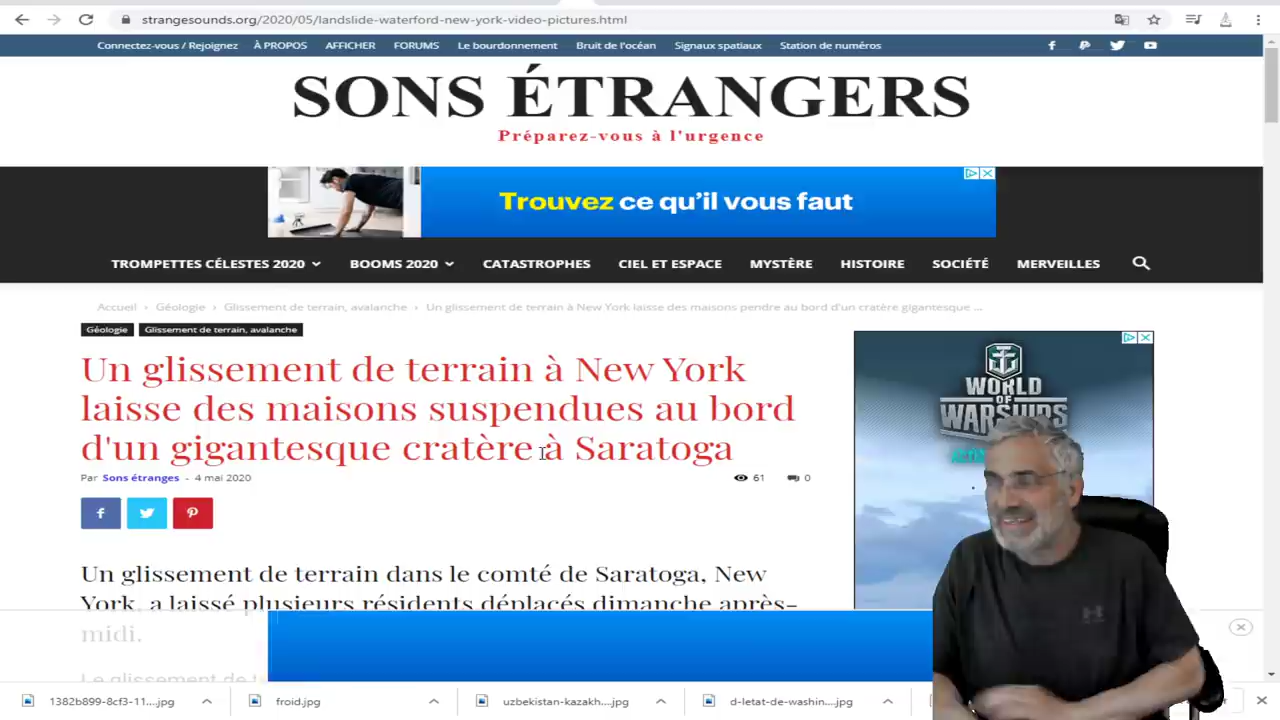 strangesounds.org/2020/05/landslide-waterford-new-york-video-pictures.html
Connectez-vous / Rejoignez À PROPOS AFFICHER FORUMS Le bourdonnement Bruit de l'océan Signaux spatiaux Station de numéros
SONS ÉTRANGERS
Préparez-vous à l'urgence
Trouvez ce qu'il vous faut
TROMPETTES CÉLESTES 2020 BOOMS 2020 CATASTROPHES CIEL ET ESPACE MYSTÈRE HISTOIRE SOCIÉTÉ MERVEILLES
Accueil › Géologie › Glissement de terrain, avalanche › Un glissement de terrain à New York laisse des maisons pendre au bord d'un cratère gigantesque ...
Géologie Glissement de terrain, avalanche
Un glissement de terrain à New York
laisse des maisons suspendues au bord
d'un gigantesque cratère à Saratoga
Par Sons étranges - 4 mai 2020 61 0
WORLD
OF
WARSHIPS
Un glissement de terrain dans le comté de Saratoga, New
York, a laissé plusieurs résidents déplacés dimanche après-
midi.
Le glissement de
1382b899-8cf3-11....jpg froid.jpg uzbekistan-kazakh....jpg d-letat-de-washin....jpg